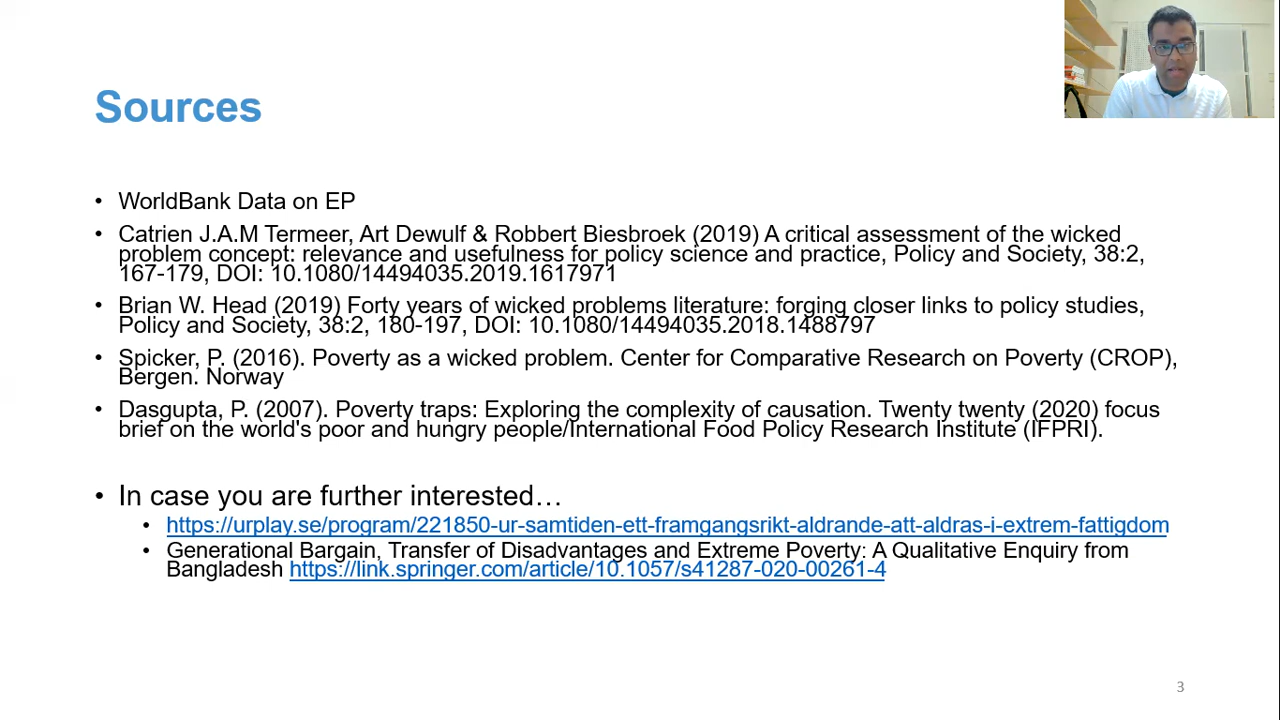 Sources
• WorldBank Data on EP
• Catrien J.A.M Termeer, Art Dewulf & Robbert Biesbroek (2019) A critical assessment of the wicked
problem concept: relevance and usefulness for policy science and practice, Policy and Society, 38:2,
167-179, DOI: 10.1080/14494035.2019.1617971
• Brian W. Head (2019) Forty years of wicked problems literature: forging closer links to policy studies,
Policy and Society, 38:2, 180-197, DOI: 10.1080/14494035.2018.1488797
• Spicker, P. (2016). Poverty as a wicked problem. Center for Comparative Research on Poverty (CROP),
Bergen. Norway
• Dasgupta, P. (2007). Poverty traps: Exploring the complexity of causation. Twenty twenty (2020) focus
brief on the world's poor and hungry people/International Food Policy Research Institute (IFPRI).
• In case you are further interested…
• https://urplay.se/program/221850-ur-samtiden-ett-framgangsrikt-aldrande-att-aldras-i-extrem-fattigdom
• Generational Bargain, Transfer of Disadvantages and Extreme Poverty: A Qualitative Enquiry from
Bangladesh https://link.springer.com/article/10.1057/s41287-020-00261-4
3